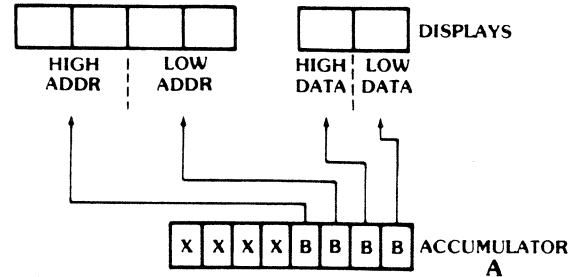 DISPLAYS
HIGH LOW HIGH LOW
ADDR ADDR DATA DATA
X X X X B B B B ACCUMULATOR
A